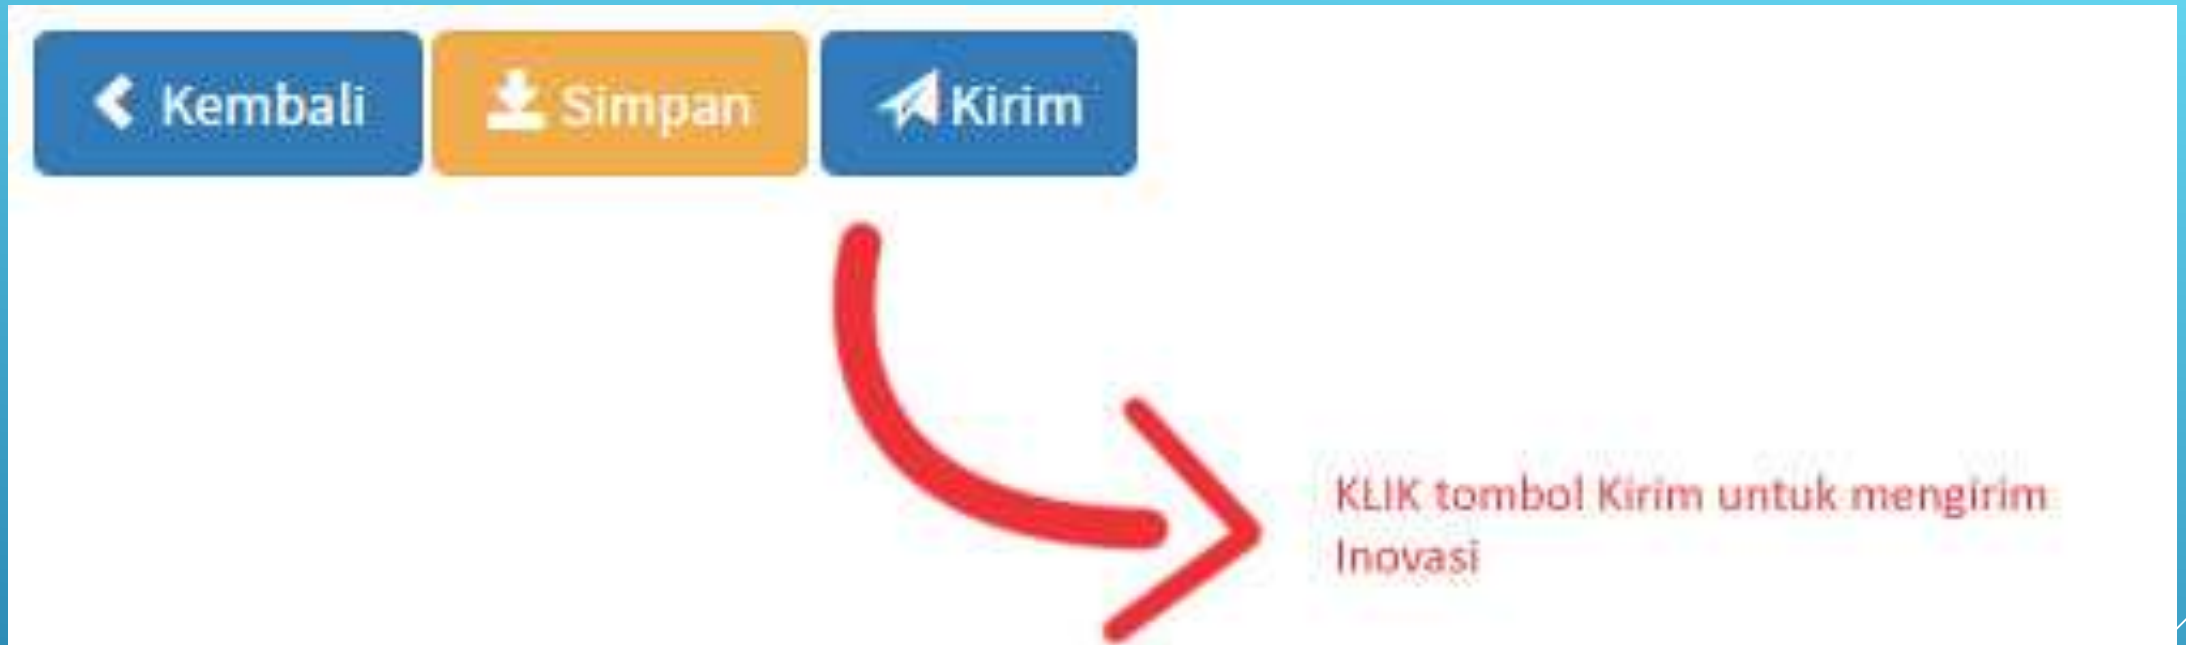 Kembali Simpan Kirim
KLIK tombol Kirim untuk mengirim
Inovasi